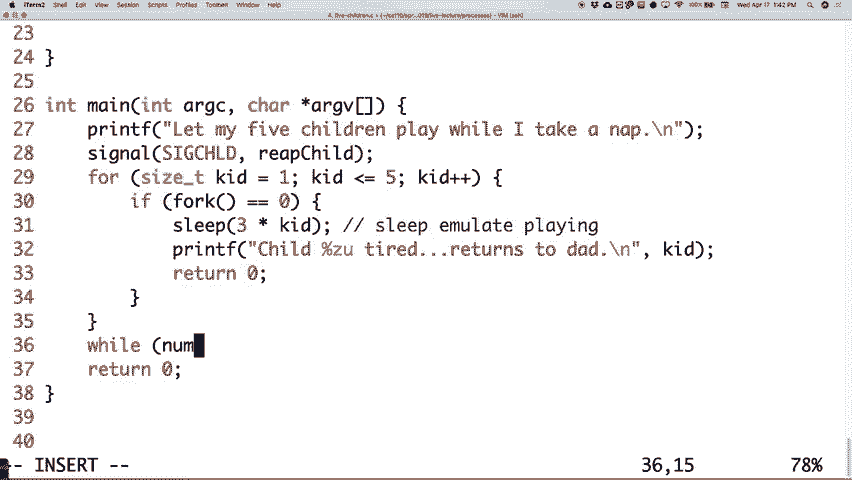 iTerm2 Shell Edit View Session Scripts Profiles Toolbelt Window Help 100% Wed Apr 17 1:42 PM
23
24 }
25
26 int main(int argc, char *argv[]) {
27     printf("Let my five children play while I take a nap.\n");
28     signal(SIGCHLD, reapChild);
29     for (size_t kid = 1; kid <= 5; kid++) {
30         if (fork() == 0) {
31             sleep(3 * kid); // sleep emulate playing
32             printf("Child %zu tired...returns to dad.\n", kid);
33             return 0;
34         }
35     }
36     while (num
37     return 0;
38 }
39
40
-- INSERT -- 36,15 78%